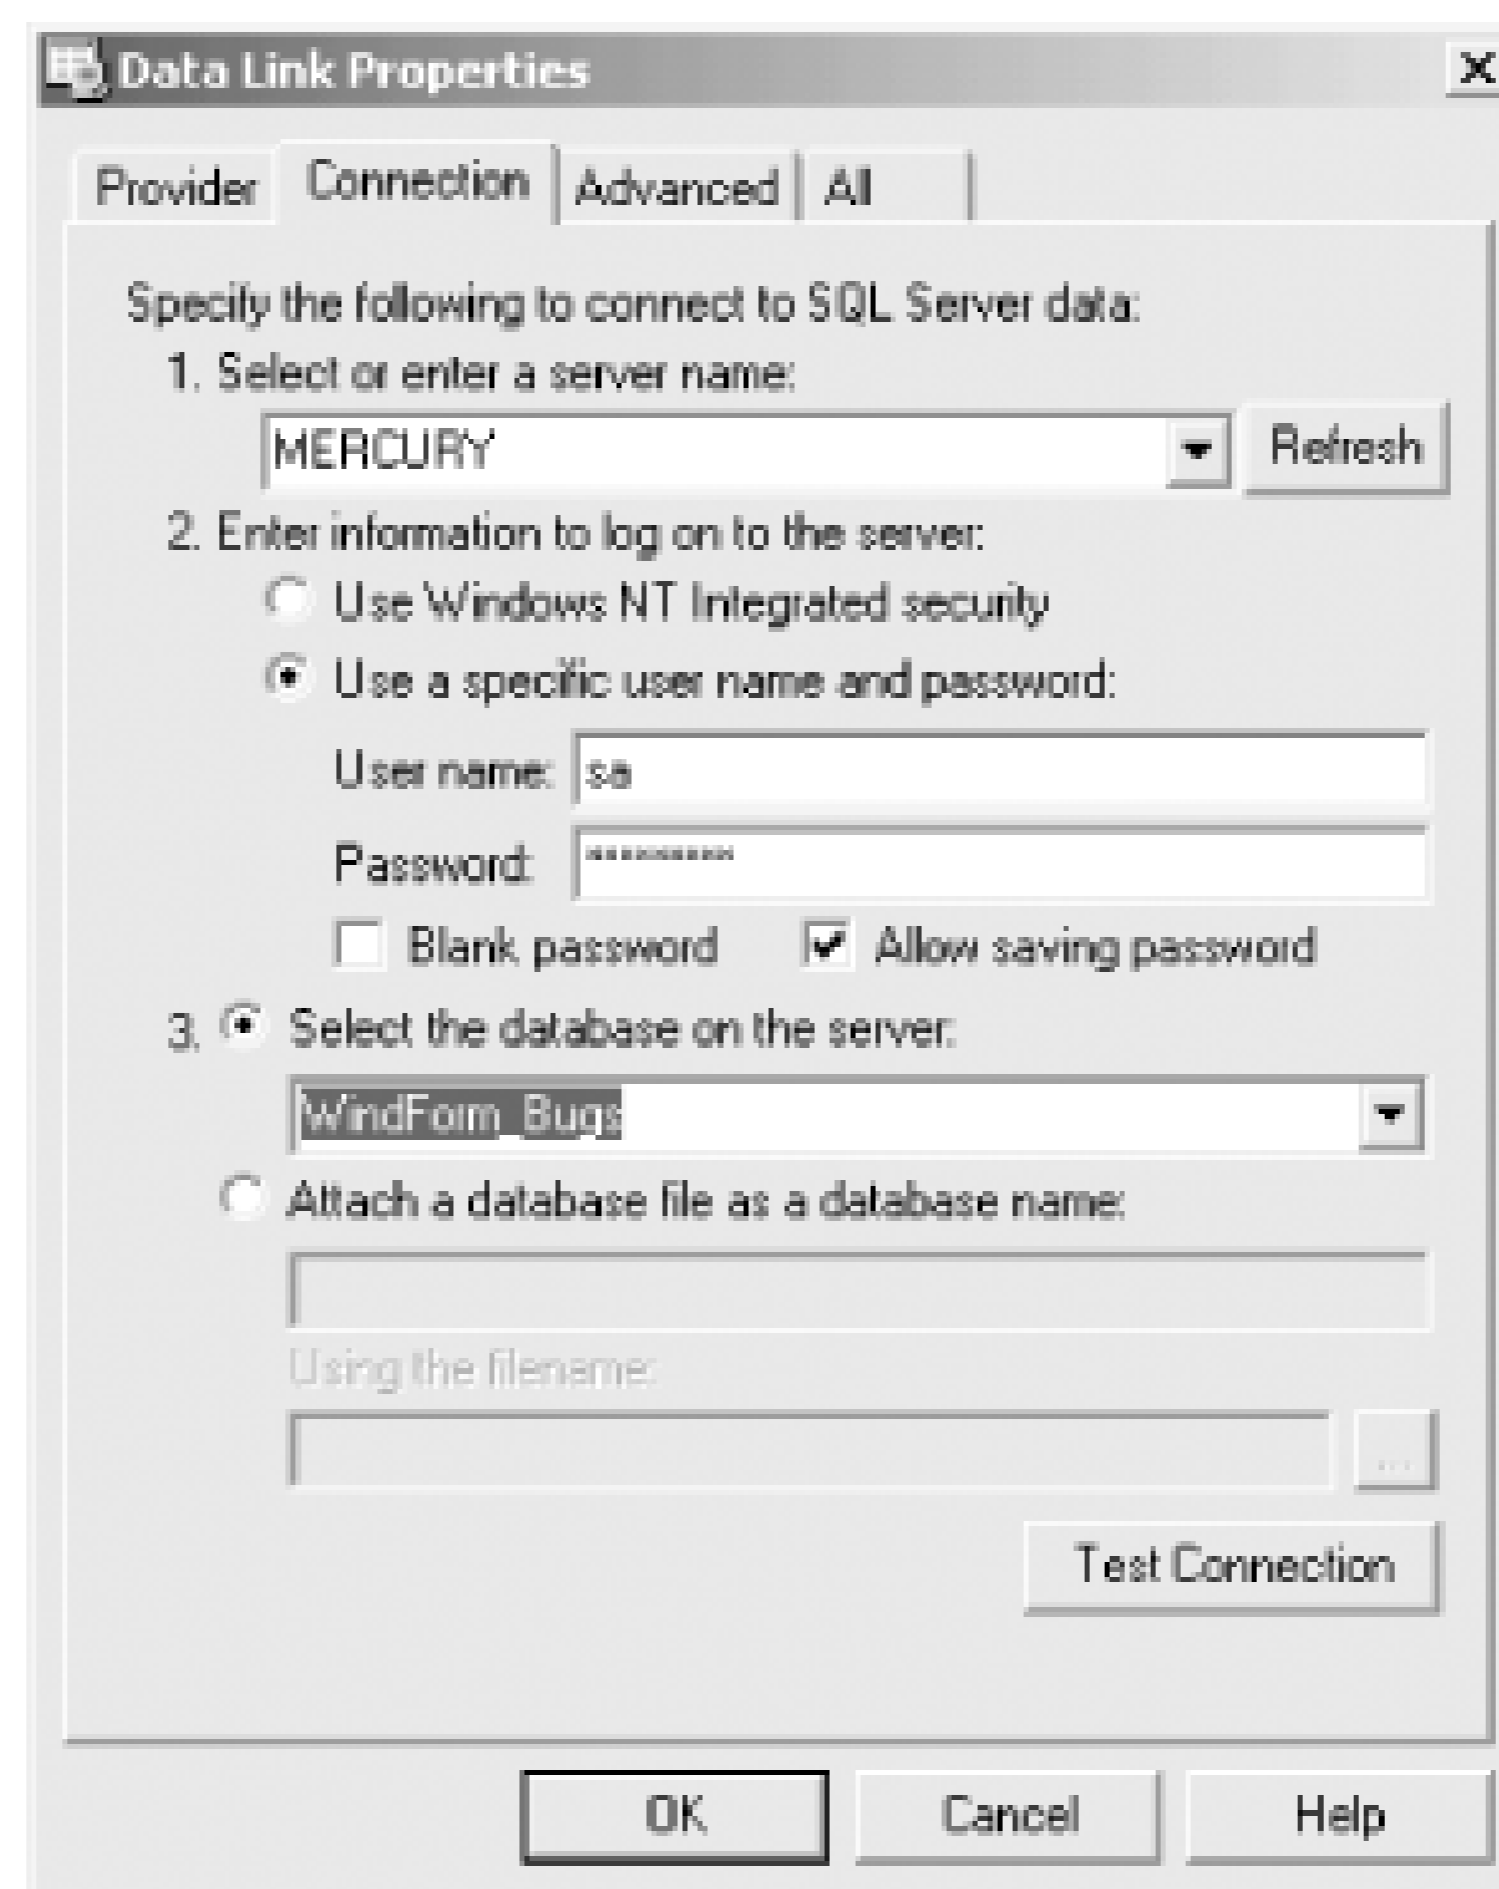 Data Link Properties
Provider Connection Advanced All
Specify the following to connect to SQL Server data:
1. Select or enter a server name:
MERCURY Refresh
2. Enter information to log on to the server:
Use Windows NT Integrated security
Use a specific user name and password:
User name: sa
Password: **********
Blank password Allow saving password
3. Select the database on the server:
WindForm_Bugs
Attach a database file as a database name:
Using the filename:
...
Test Connection
OK Cancel Help